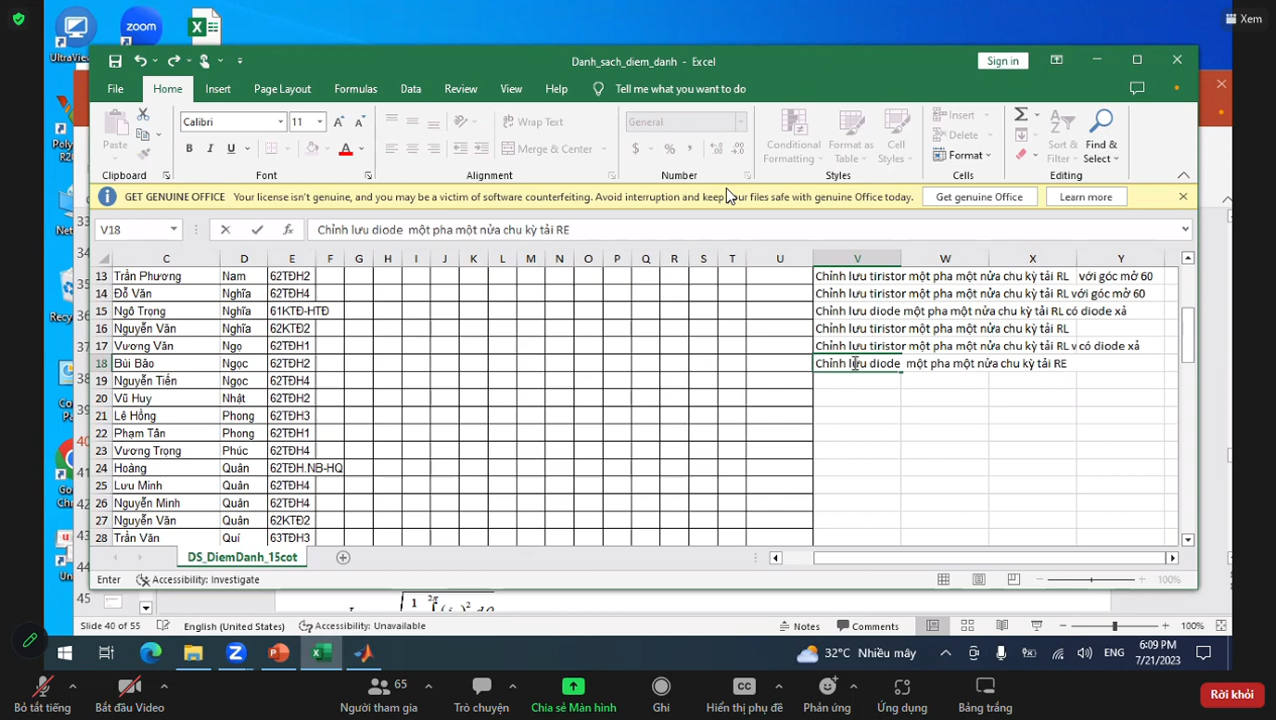 Xem
UltraView
zoom
Danh_sach_diem_danh - Excel
Sign in
File Home Insert Page Layout Formulas Data Review View Help Tell me what you want to do
Paste
Calibri 11
B I U
Wrap Text
Merge & Center
General
$ % ,
Conditional Formatting
Format as Table
Cell Styles
Insert
Delete
Format
Sort & Filter
Find & Select
Clipboard Font Alignment Number Styles Cells Editing
GET GENUINE OFFICE Your license isn't genuine, and you may be a victim of software counterfeiting. Avoid interruption and keep your files safe with genuine Office today. Get genuine Office Learn more
V18 fx Chỉnh lưu diode một pha một nửa chu kỳ tải RE
C D E F G H I J K L M N O P Q R S T U V W X Y
13 Trần Phương Nam 62TĐH2 Chỉnh lưu tiristor một pha một nửa chu kỳ tải RL với góc mở 60
14 Đỗ Văn Nghĩa 62TĐH4 Chỉnh lưu tiristor một pha một nửa chu kỳ tải RL với góc mở 60
15 Ngô Trọng Nghĩa 61KTĐ-HTĐ Chỉnh lưu diode một pha một nửa chu kỳ tải RL có diode xả
16 Nguyễn Văn Nghĩa 62KTĐ2 Chỉnh lưu tiristor một pha một nửa chu kỳ tải RL
17 Vương Văn Ngọ 62TĐH1 Chỉnh lưu tiristor một pha một nửa chu kỳ tải RL v có diode xả
18 Bùi Bảo Ngọc 62TĐH2 Chỉnh lưu diode một pha một nửa chu kỳ tải RE
19 Nguyễn Tiến Ngọc 62TĐH4
20 Vũ Huy Nhật 62TĐH2
21 Lê Hồng Phong 62TĐH3
22 Phạm Tân Phong 62TĐH1
23 Vương Trọng Phúc 62TĐH4
24 Hoàng Quân 62TĐH.NB-HQ
25 Lưu Minh Quân 62TĐH4
26 Nguyễn Minh Quân 62TĐH4
27 Nguyễn Văn Quân 62KTĐ2
28 Trần Văn Quí 63TĐH3
DS_DiemDanh_15cot
Enter Accessibility: Investigate 100%
45
Slide 40 of 55 English (United States) Accessibility: Unavailable Notes Comments 100%
32°C Nhiều mây ENG 6:09 PM
7/21/2023
Bỏ tắt tiếng Bắt đầu Video 65 Người tham gia Trò chuyện Chia sẻ Màn hình Ghi Hiển thị phụ đề Phản ứng Ứng dụng Bảng trắng Rời khỏi